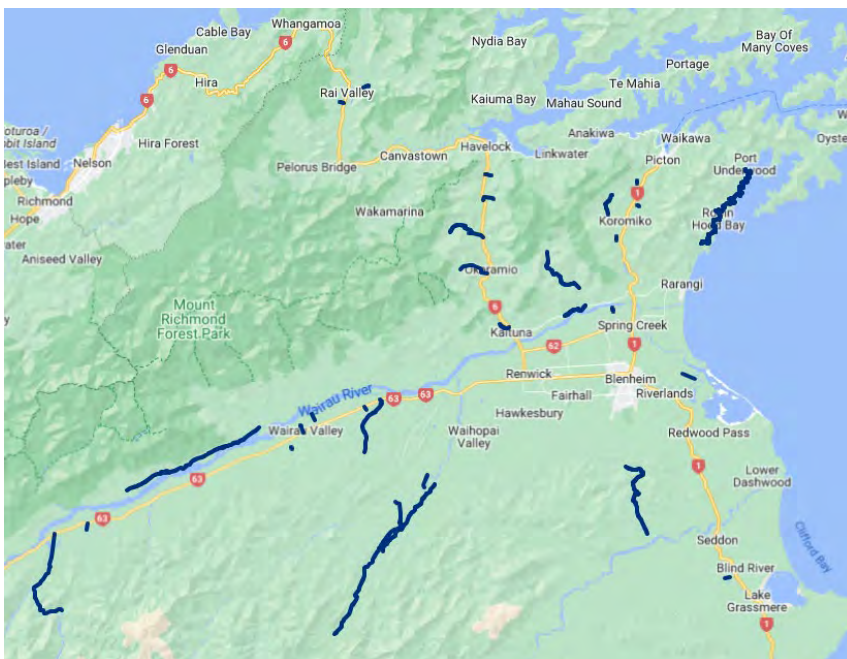 Cable Bay
Whangamoa
Glenduan
6
6
Hira
6
Hira Forest
Nelson
Richmond
Hope
Aniseed Valley
Rai Valley
Pelorus Bridge
Canvastown
Havelock
Wakamarina
Nydia Bay
Kaiuma Bay
Mahau Sound
Te Mahia
Portage
Bay Of
Many Coves
Linkwater
Anakiwa
Waikawa
Picton
Port
Underwood
1
Koromiko
Hood Bay
Rarangi
Mount
Richmond
Forest Park
6
Kaituna
Spring Creek
62
1
Renwick
Blenheim
Fairhall
Riverlands
Hawkesbury
Wairau River
63
63
Waihopai
Valley
Redwood Pass
63
1
Lower
Dashwood
63
Seddon
Clifford Bay
Blind River
Lake
Grassmere
1